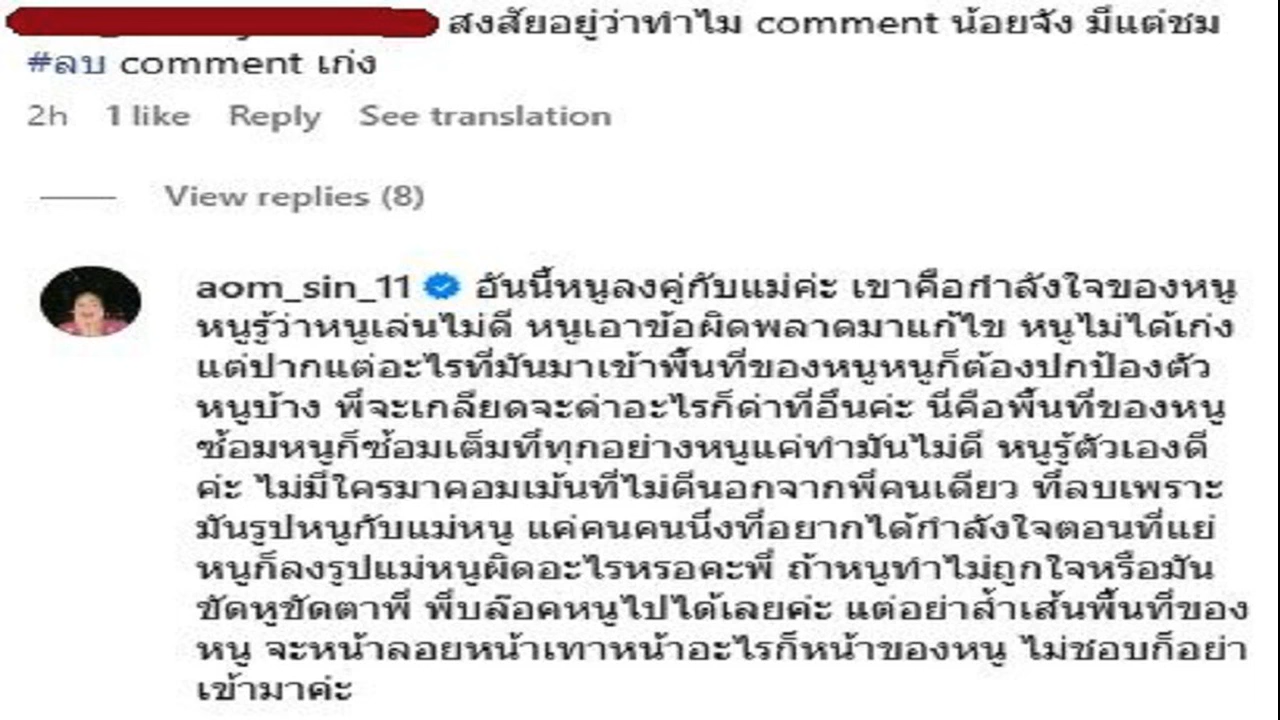 สงสัยอยู่ว่าทำไม comment น้อยจัง มีแต่ชม
#ลบ comment เก่ง
2h 1 like Reply See translation
View replies (8)
aom_sin_11 อันนี้หนูลงคู่กับแม่ค่ะ เขาคือกำลังใจของหนู
หนูรู้ว่าหนูเล่นไม่ดี หนูเอาข้อผิดพลาดมาแก้ไข หนูไม่ได้เก่ง
แต่ปากแต่อะไรที่มันมาเข้าพื้นที่ของหนูหนูก็ต้องปกป้องตัว
หนูบ้าง พี่จะเกลียดจะด่าอะไรก็ด่าที่อื่นค่ะ นี่คือพื้นที่ของหนู
ซ้อมหนูก็ซ้อมเต็มที่ทุกอย่างหนูแค่ทำมันไม่ดี หนูรู้ตัวเองดี
ค่ะ ไม่มีใครมาคอมเม้นที่ไม่ดีนอกจากพี่คนเดียว ที่ลบเพราะ
มันรูปหนูกับแม่หนู แค่คนคนนึงที่อยากได้กำลังใจตอนที่แย่
หนูก็ลงรูปแม่หนูผิดอะไรหรอคะพี่ ถ้าหนูทำไม่ถูกใจหรือมัน
ขัดหูขัดตาพี่ พี่บล๊อคหนูไปได้เลยค่ะ แต่อย่าล้ำเส้นพื้นที่ของ
หนู จะหน้าลอยหน้าเทาหน้าอะไรก็หน้าของหนู ไม่ชอบก็อย่า
เข้ามาค่ะ